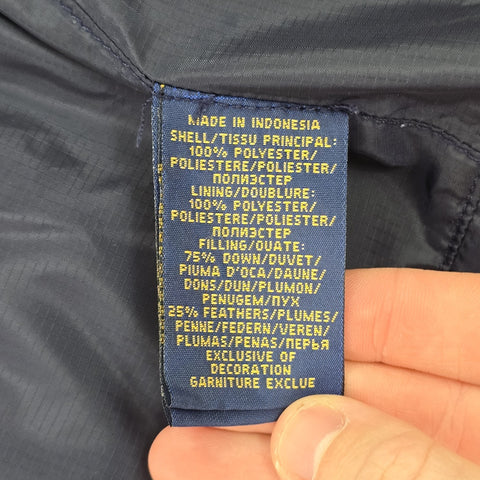 MADE IN INDONESIA
SHELL/TISSU PRINCIPAL:
100% POLYESTER/
POLIESTERE/POLIESTER/
ПОЛИЭСТЕР
LINING/DOUBLURE:
100% POLYESTER/
POLIESTERE/POLIESTER/
ПОЛИЭСТЕР
FILLING/OUATE:
75% DOWN/DUVET/
PIUMA D'OCA/DAUNE/
DONS/DUN/PLUMON/
PENUGEM/ПУХ
25% FEATHERS/PLUMES/
PENNE/FEDERN/VEREN/
PLUMAS/PENAS/ПЕРЬЯ
EXCLUSIVE OF
DECORATION
GARNITURE EXCLUE